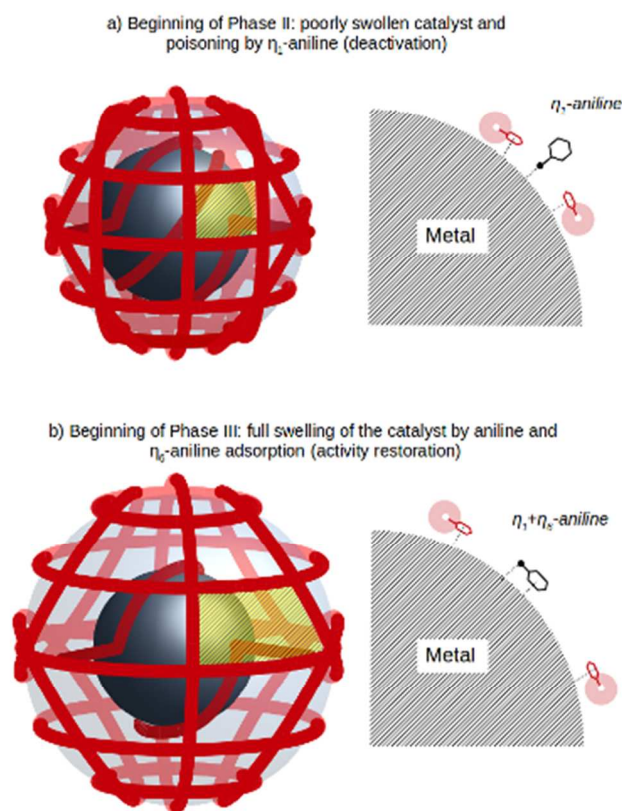 a) Beginning of Phase II: poorly swollen catalyst and
poisoning by η₁-aniline (deactivation)
η₁-aniline
Metal
b) Beginning of Phase III: full swelling of the catalyst by aniline and
η₆-aniline adsorption (activity restoration)
η₁+η₆-aniline
Metal